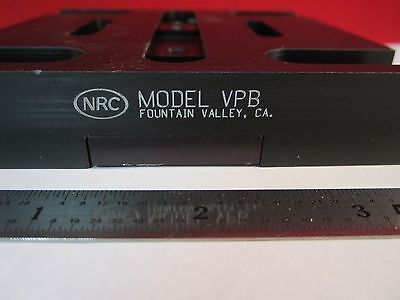 NRC MODEL VPB
FOUNTAIN VALLEY, CA.
1 2 3